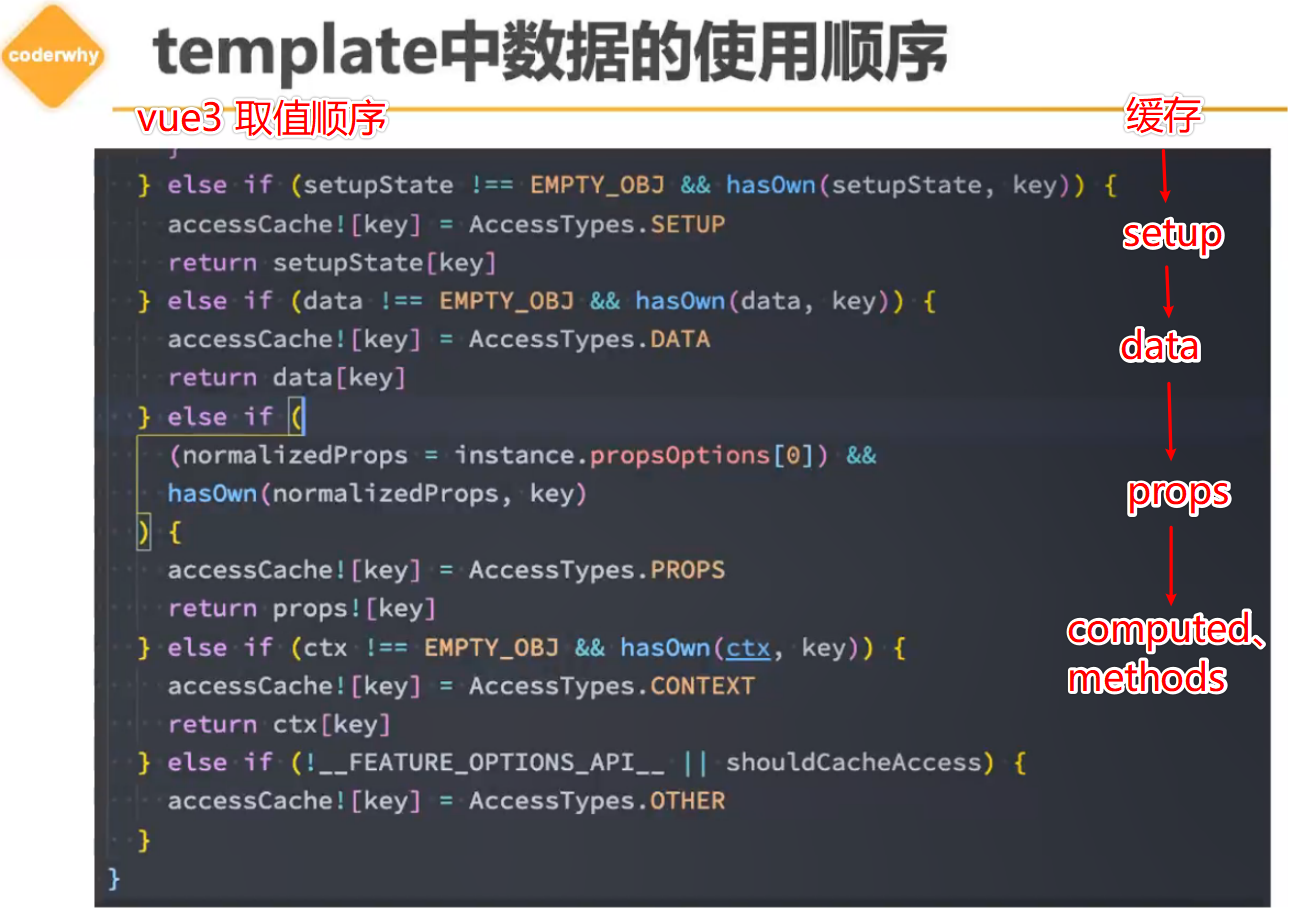 coderwhy
template中数据的使用顺序
vue3 取值顺序
缓存
}
} else if (setupState !== EMPTY_OBJ && hasOwn(setupState, key)) {
accessCache![key] = AccessTypes.SETUP
return setupState[key]
} else if (data !== EMPTY_OBJ && hasOwn(data, key)) {
accessCache![key] = AccessTypes.DATA
return data[key]
} else if (
(normalizedProps = instance.propsOptions[0]) &&
hasOwn(normalizedProps, key)
) {
accessCache![key] = AccessTypes.PROPS
return props![key]
} else if (ctx !== EMPTY_OBJ && hasOwn(ctx, key)) {
accessCache![key] = AccessTypes.CONTEXT
return ctx[key]
} else if (!__FEATURE_OPTIONS_API__ || shouldCacheAccess) {
accessCache![key] = AccessTypes.OTHER
}
}
setup
data
props
computed、
methods